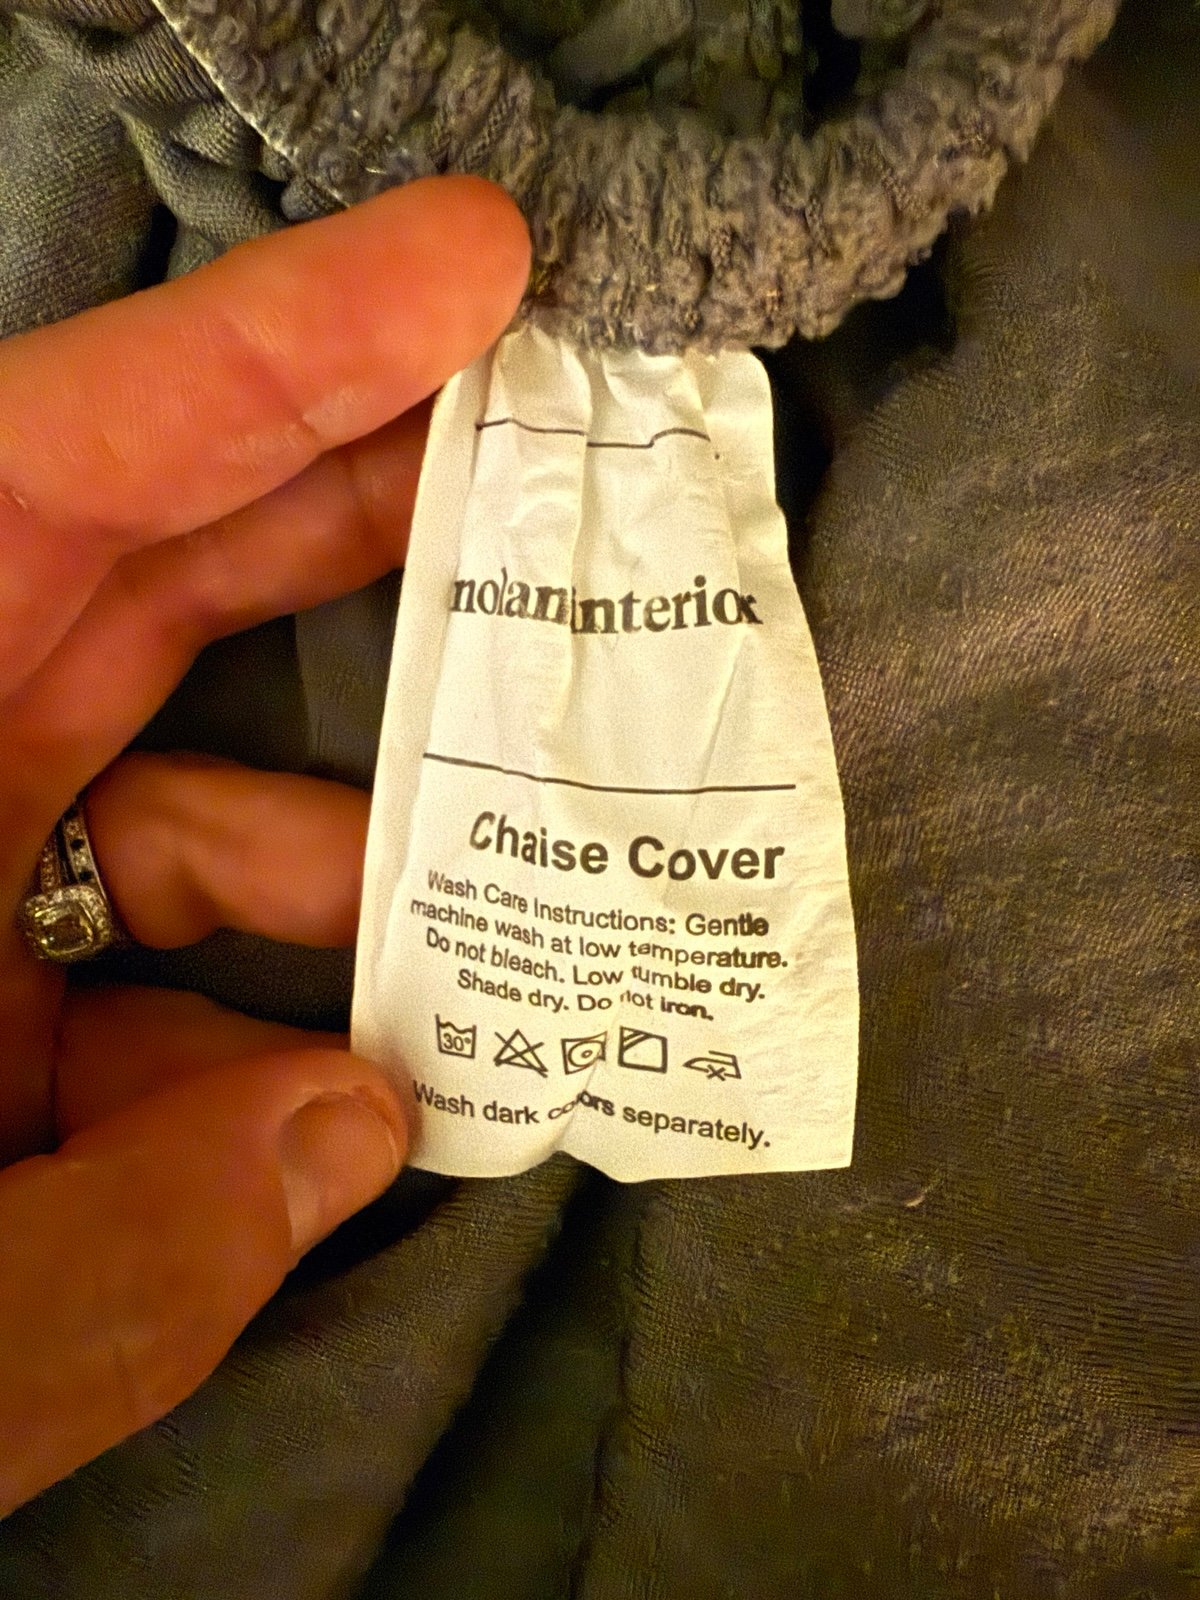 nolaninterior
Chaise Cover
Wash Care Instructions: Gentle
machine wash at low temperature.
Do not bleach. Low tumble dry.
Shade dry. Do not iron.
30°
Wash dark colors separately.